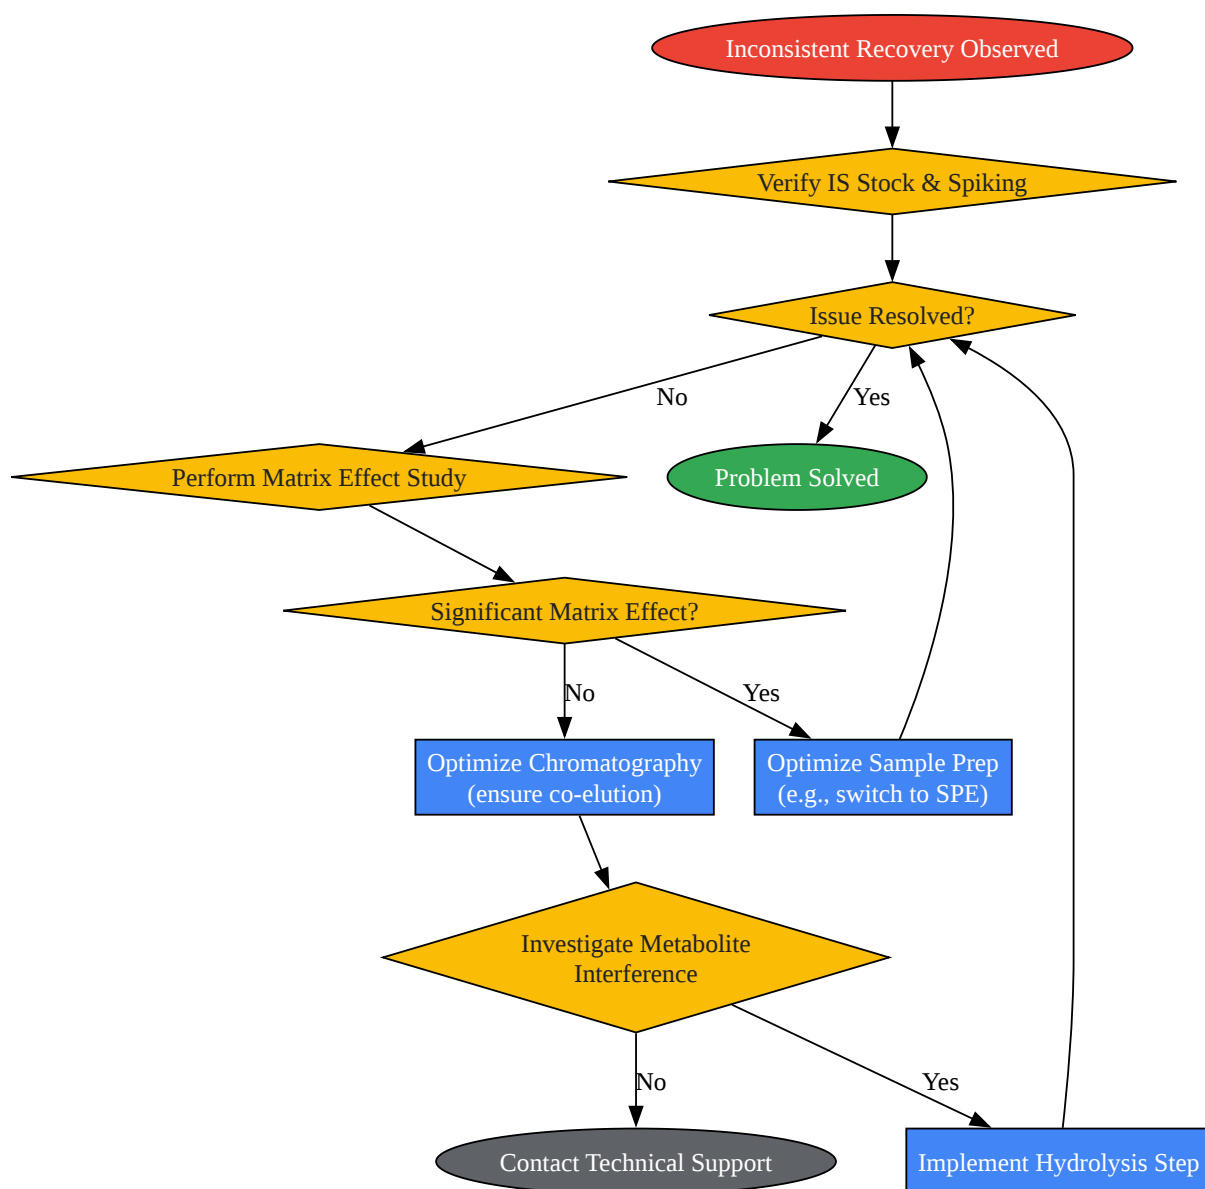 Inconsistent Recovery Observed
Verify IS Stock & Spiking
Issue Resolved?
No
Yes
Perform Matrix Effect Study
Problem Solved
Significant Matrix Effect?
No
Yes
Optimize Chromatography
(ensure co-elution)
Optimize Sample Prep
(e.g., switch to SPE)
Investigate Metabolite
Interference
No
Yes
Contact Technical Support
Implement Hydrolysis Step